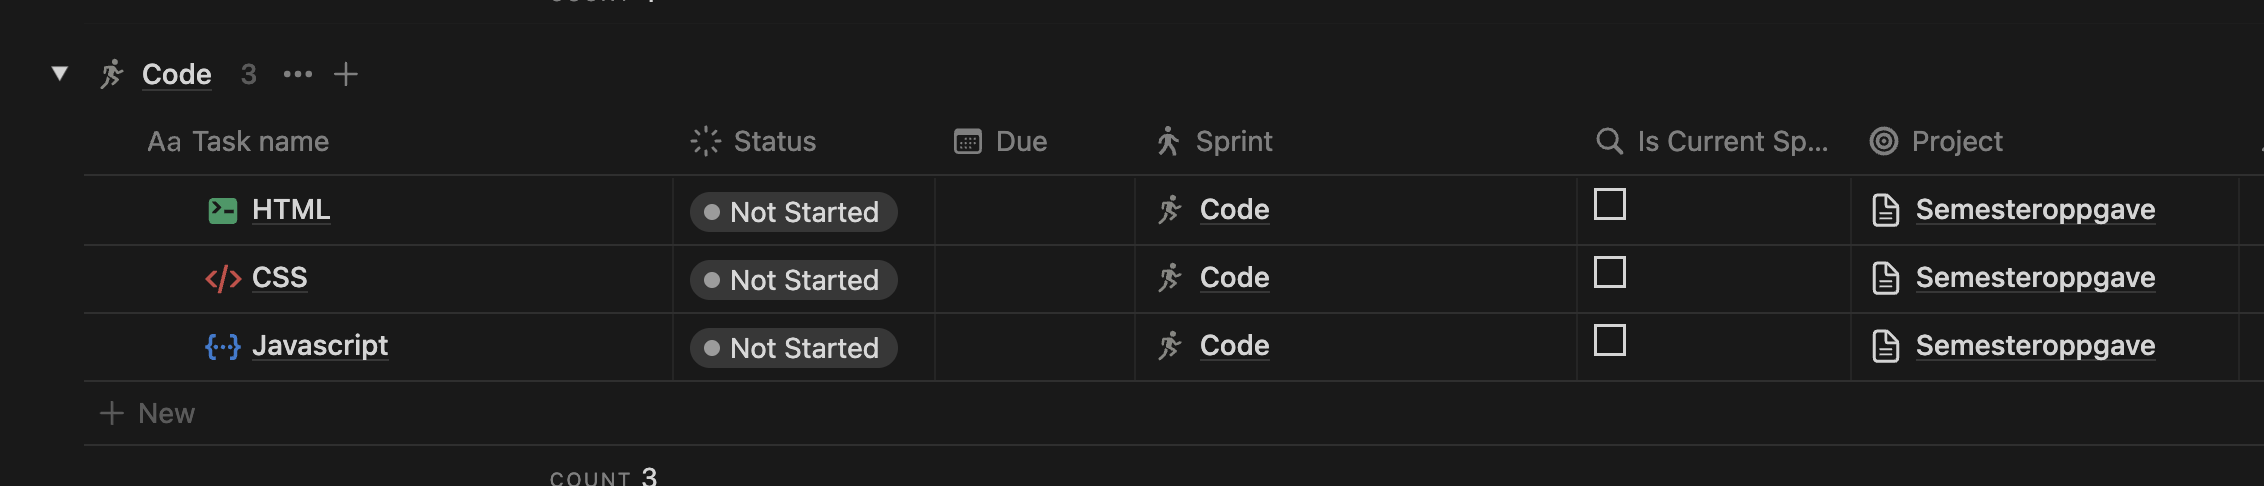 Code 3
Aa Task name Status Due Sprint Is Current Sp... Project
HTML Not Started Code Semesteroppgave
CSS Not Started Code Semesteroppgave
Javascript Not Started Code Semesteroppgave
New
COUNT 3